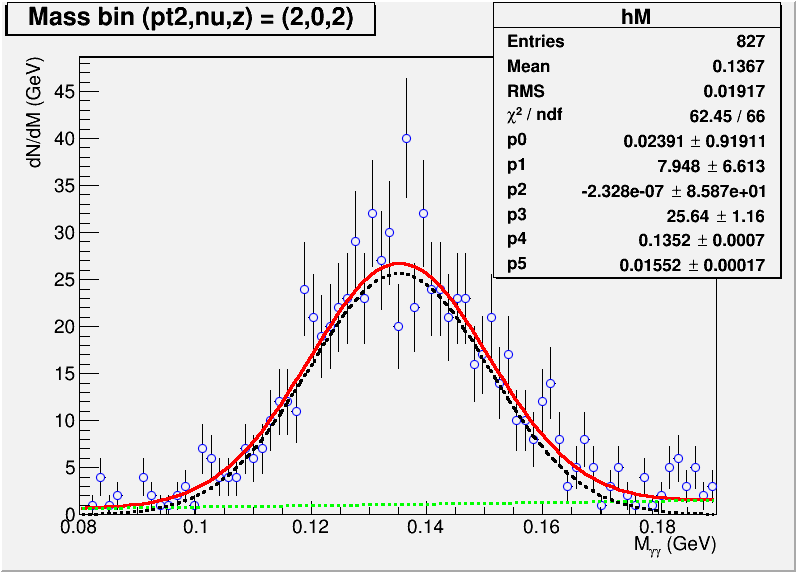 Mass bin (pt2,nu,z) = (2,0,2)
hM
Entries 827
Mean 0.1367
RMS 0.01917
χ² / ndf 62.45 / 66
p0 0.02391 ± 0.91911
p1 7.948 ± 6.613
p2 -2.328e-07 ± 8.587e+01
p3 25.64 ± 1.16
p4 0.1352 ± 0.0007
p5 0.01552 ± 0.00017
dN/dM (GeV)
45
40
35
30
25
20
15
10
5
0
0.08 0.1 0.12 0.14 0.16 0.18
Mγγ (GeV)